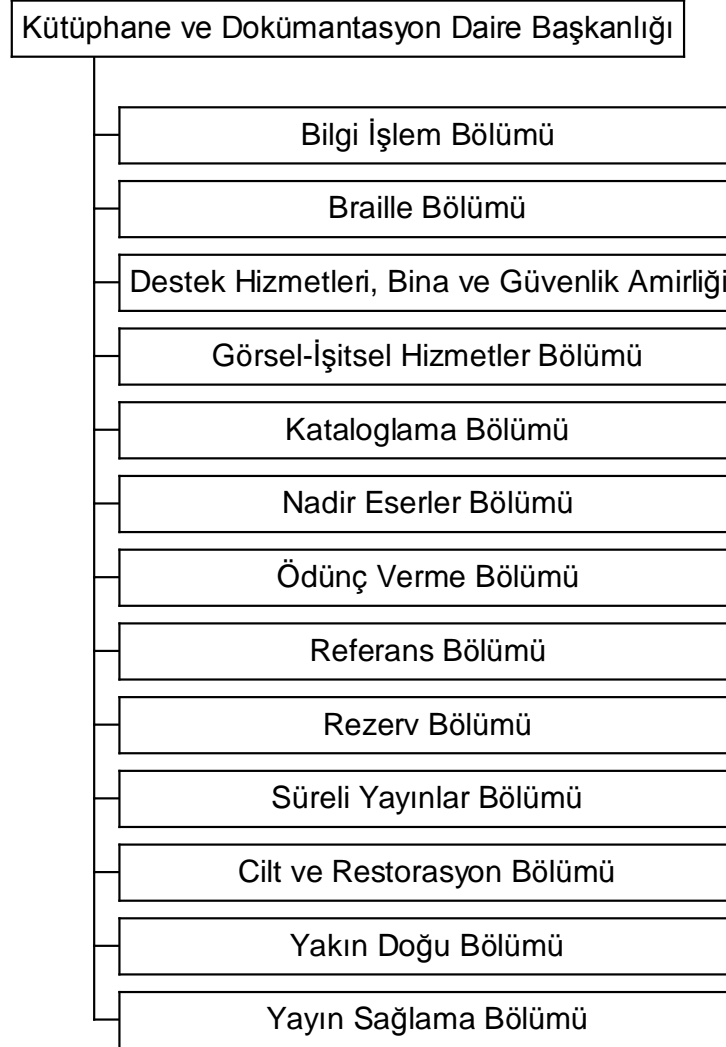 Kütüphane ve Dokümantasyon Daire Başkanlığı
Bilgi İşlem Bölümü
Braille Bölümü
Destek Hizmetleri, Bina ve Güvenlik Amirliği
Görsel-İşitsel Hizmetler Bölümü
Kataloglama Bölümü
Nadir Eserler Bölümü
Ödünç Verme Bölümü
Referans Bölümü
Rezerv Bölümü
Süreli Yayınlar Bölümü
Cilt ve Restorasyon Bölümü
Yakın Doğu Bölümü
Yayın Sağlama Bölümü